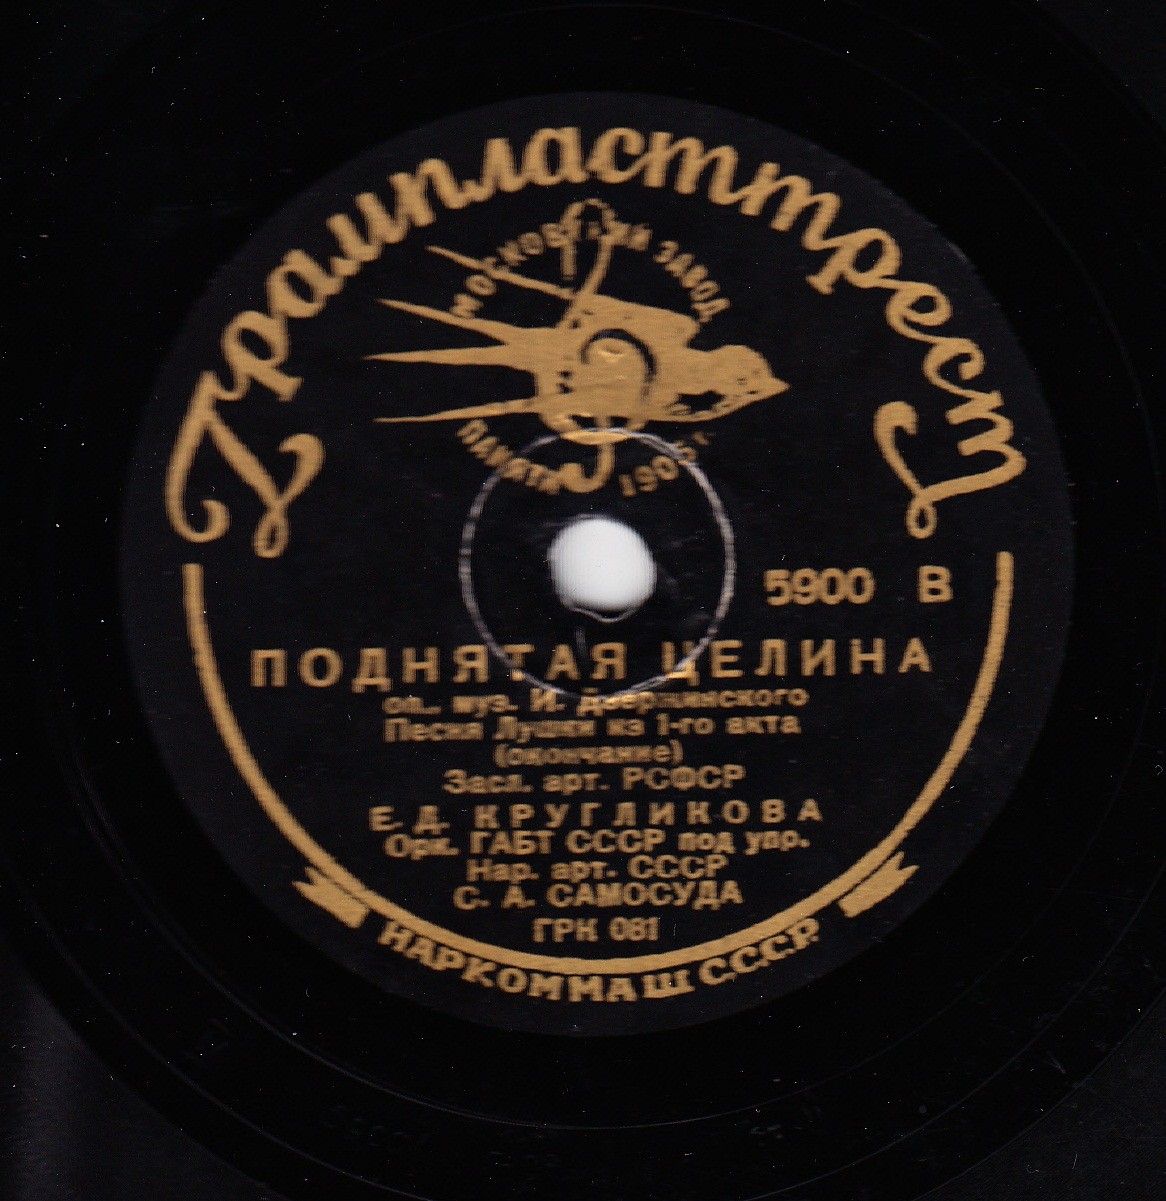 Грампласттрест
МОСКОВСКИЙ ЗАВОД
ПАМЯТИ 1905 г.
5900 В
ПОДНЯТАЯ ЦЕЛИНА
оп., муз. И. Дзержинского
Песня Лушки из 1-го акта
(окончание)
Засл. арт. РСФСР
Е. Д. КРУГЛИКОВА
Орк. ГАБТ СССР под упр.
Нар. арт. СССР
С. А. САМОСУДА
ГРК 081
НАРКОММАШ С.С.С.Р.